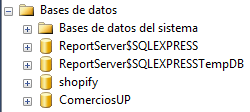 Bases de datos
Bases de datos del sistema
ReportServer$SQLEXPRESS
ReportServer$SQLEXPRESSTempDB
shopify
ComerciosUP